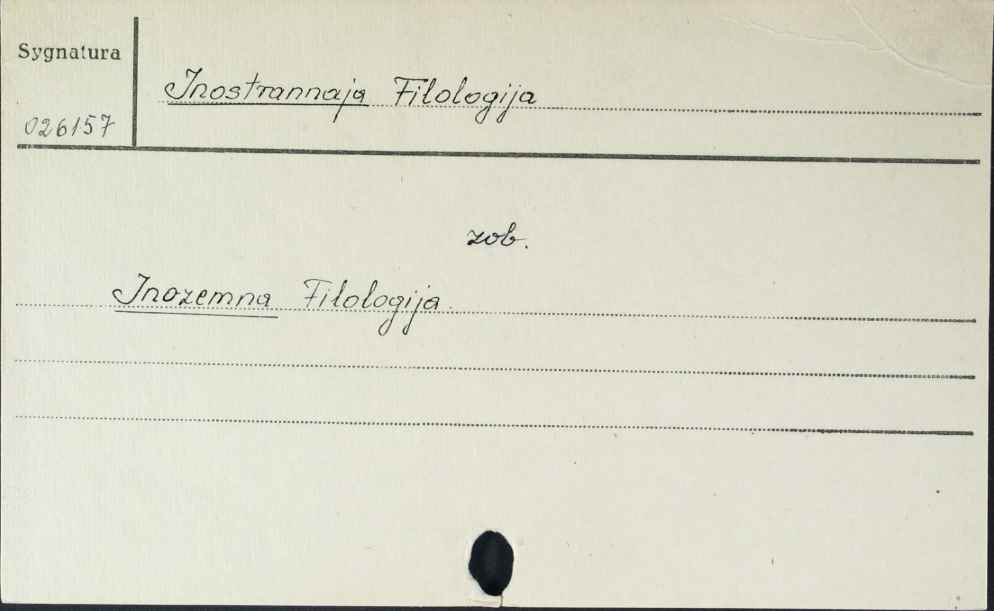 Sygnatura
Inostrannaja Filologija
026157
zob.
Inozemna Filologija